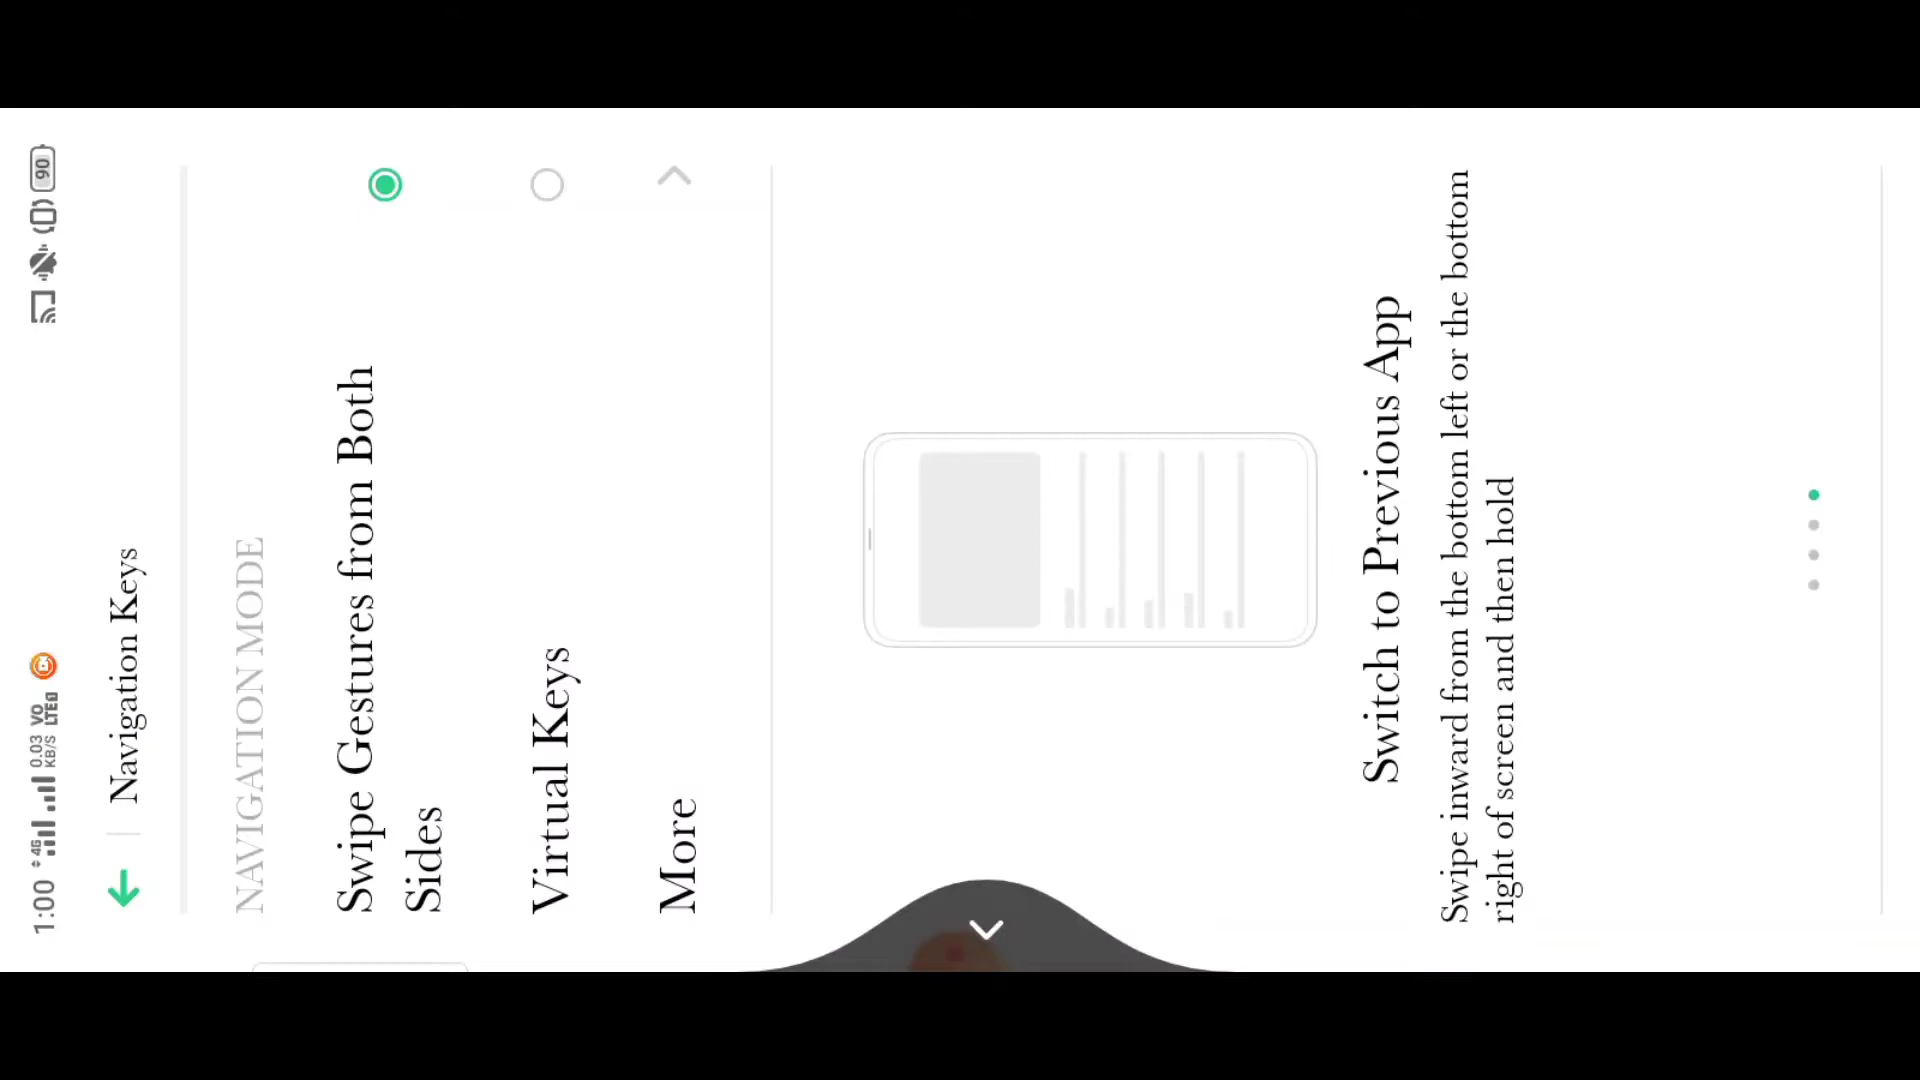 1:00 4G 0.03 KB/S VO LTE1 90
Navigation Keys
NAVIGATION MODE
Swipe Gestures from Both
Sides
Virtual Keys
More
Switch to Previous App
Swipe inward from the bottom left or the bottom
right of screen and then hold